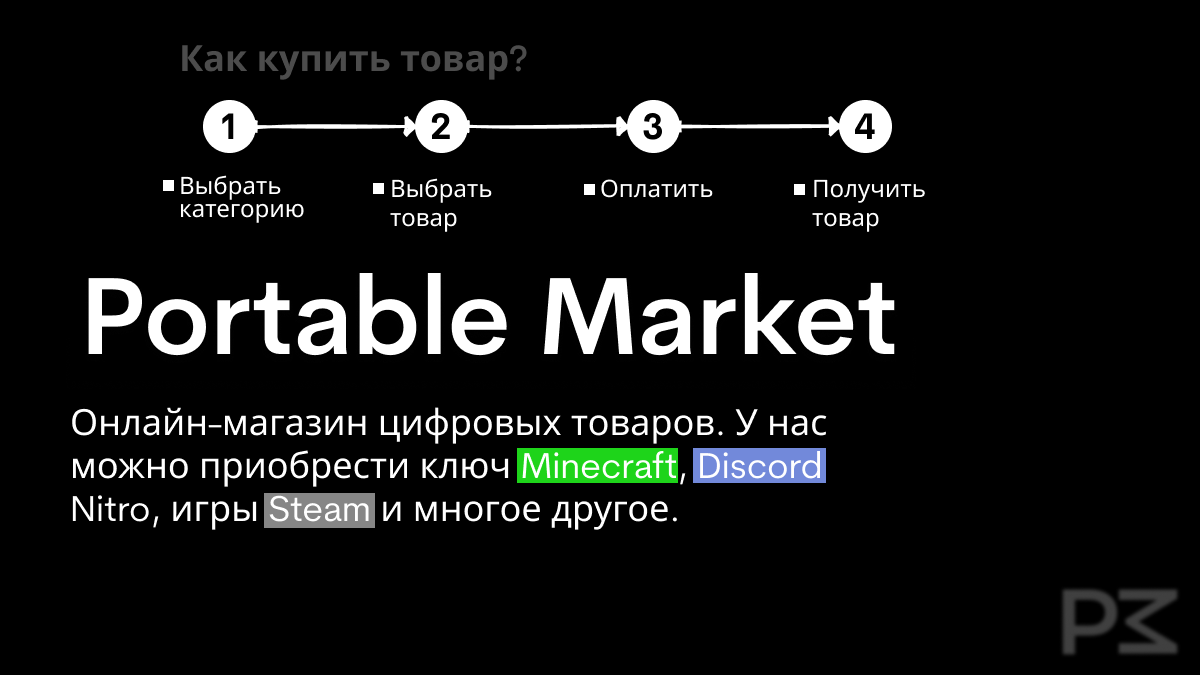 Как купить товар?
1 2 3 4
Выбрать категорию
Выбрать товар
Оплатить
Получить товар
Portable Market
Онлайн-магазин цифровых товаров. У нас
можно приобрести ключ Minecraft, Discord
Nitro, игры Steam и многое другое.
PM